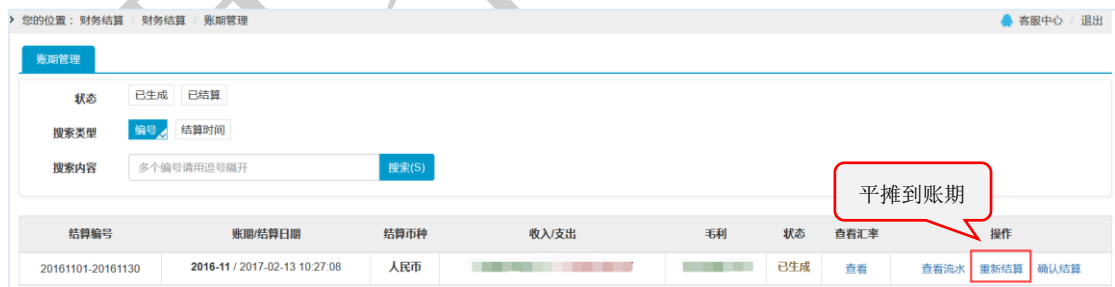 您的位置： 财务结算 / 财务结算 / 账期管理 客服中心 / 退出
账期管理
状态 已生成 已结算
搜索类型 编号 结算时间
搜索内容 多个编号请用逗号隔开 搜索(S)
平摊到账期
结算编号 账期/结算日期 结算币种 收入/支出 毛利 状态 查看汇率 操作
20161101-20161130 2016-11 / 2017-02-13 10:27:08 人民币 已生成 查看 查看流水 重新结算 确认结算